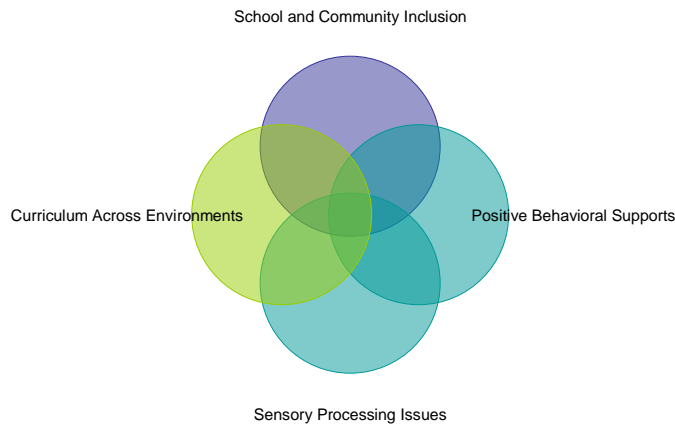 School and Community Inclusion
Curriculum Across Environments
Positive Behavioral Supports
Sensory Processing Issues